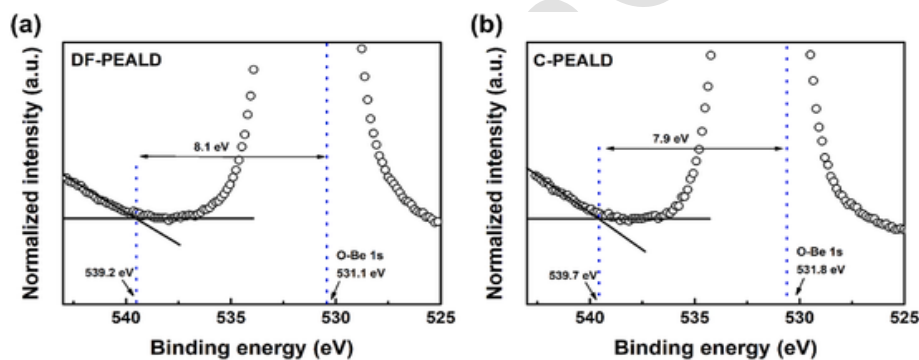 (a)
DF-PEALD
8.1 eV
O-Be 1s
531.1 eV
539.2 eV
540 535 530 525
Binding energy (eV)
Normalized intensity (a.u.)
(b)
C-PEALD
7.9 eV
O-Be 1s
531.8 eV
539.7 eV
540 535 530 525
Binding energy (eV)
Normalized intensity (a.u.)